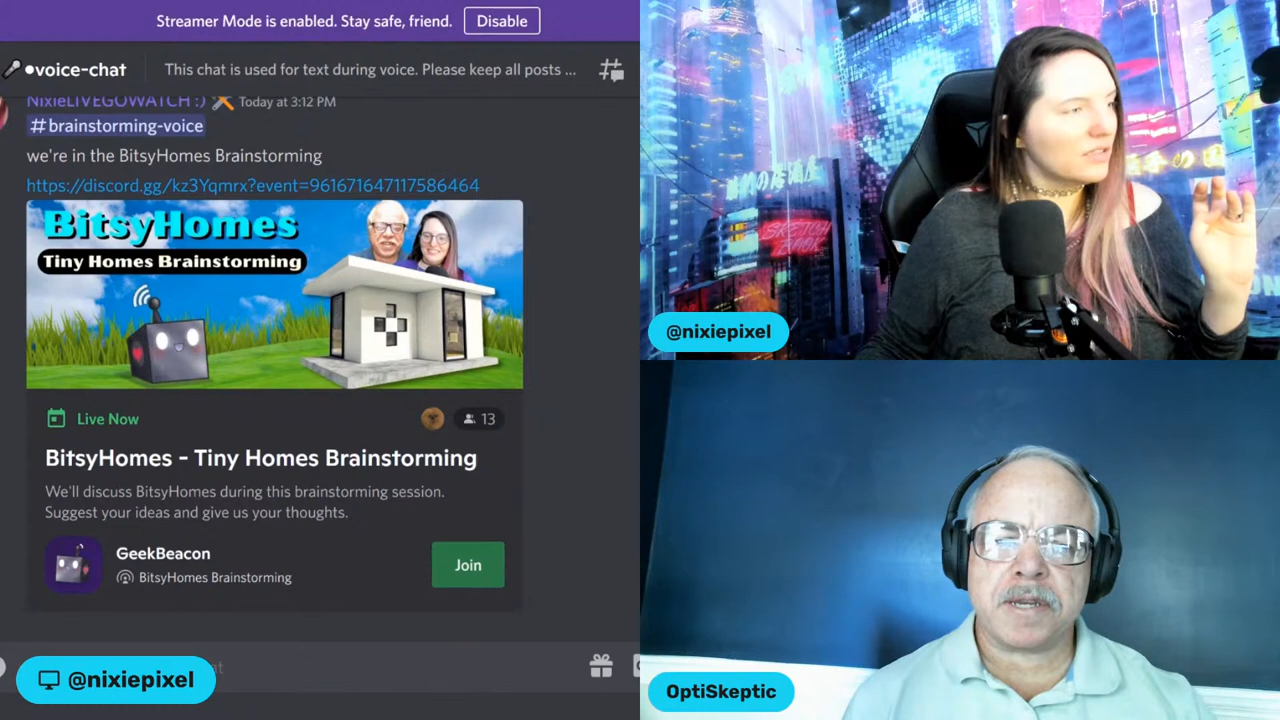 Streamer Mode is enabled. Stay safe, friend.
Disable
voice-chat
This chat is used for text during voice. Please keep all posts ...
NixieLIVEGOWATCH :) Today at 3:12 PM
#brainstorming-voice
we're in the BitsyHomes Brainstorming
https://discord.gg/kz3Yqmrx?event=961671647117586464
BitsyHomes
Tiny Homes Brainstorming
Live Now
13
BitsyHomes - Tiny Homes Brainstorming
We'll discuss BitsyHomes during this brainstorming session.
Suggest your ideas and give us your thoughts.
GeekBeacon
BitsyHomes Brainstorming
Join
@nixiepixel
SKETCH
@nixiepixel
OptiSkeptic